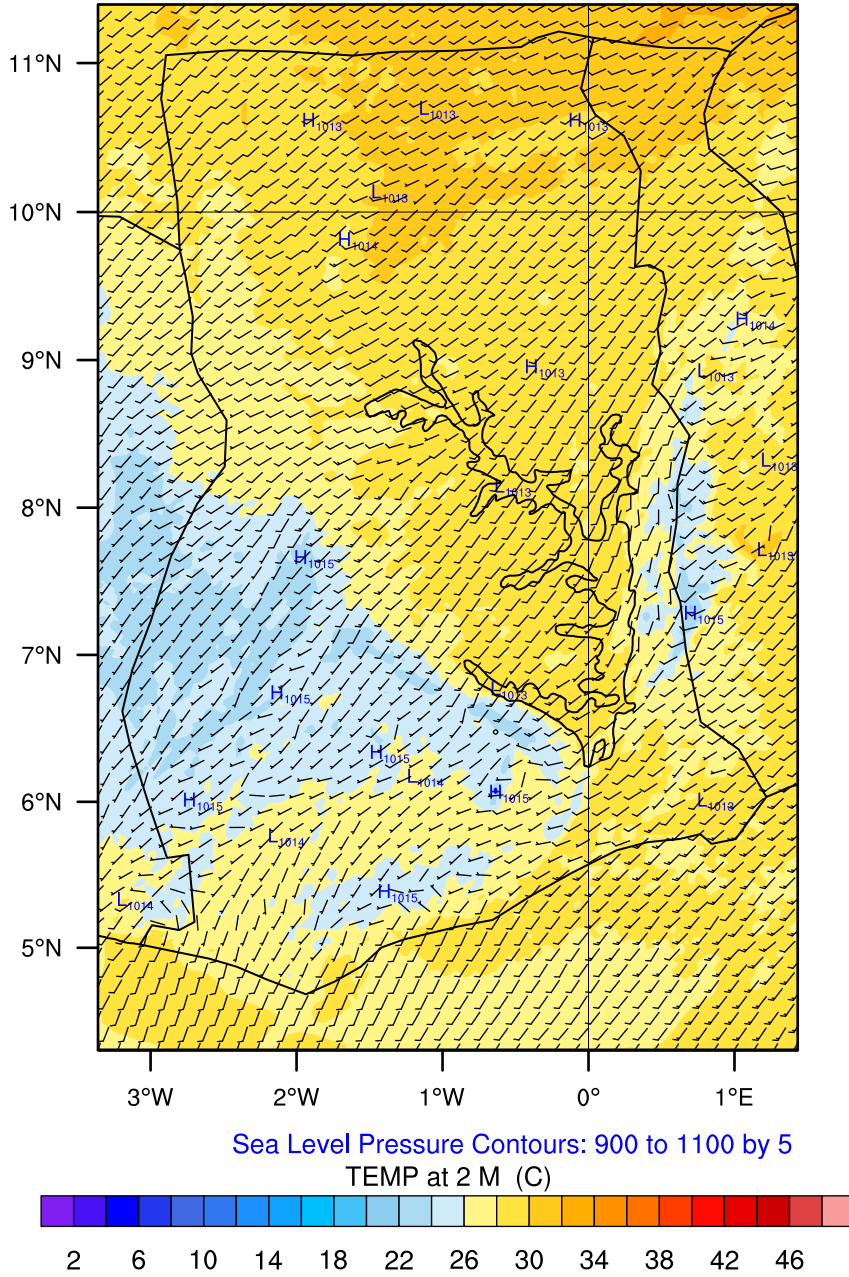 11°N
L1013
H1013
H1013
L1013
10°N
H1014
H1014
9°N
H1013
L1013
L1013
8°N
L1013
L1013
H1015
H1015
7°N
L1013
H1015
H1015
L1014
6°N
H1015
H1015
L1013
L1014
H1015
L1014
5°N
3°W 2°W 1°W 0° 1°E
Sea Level Pressure Contours: 900 to 1100 by 5
TEMP at 2 M (C)
2 6 10 14 18 22 26 30 34 38 42 46